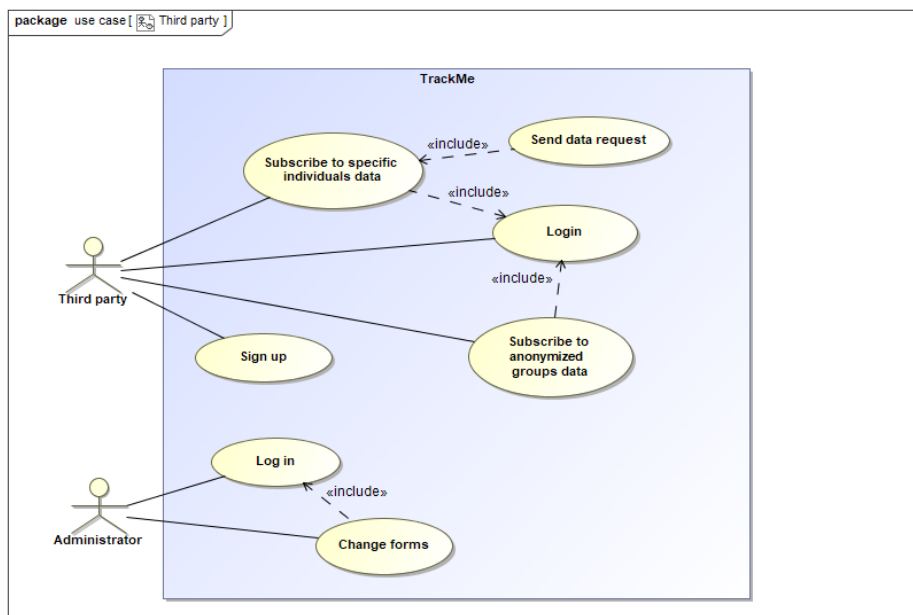 package use case [ Third party ]
TrackMe
Send data request
«include»
Subscribe to specific
individuals data
«include»
Login
«include»
Third party
Subscribe to
anonymized
groups data
Sign up
Log in
«include»
Administrator
Change forms